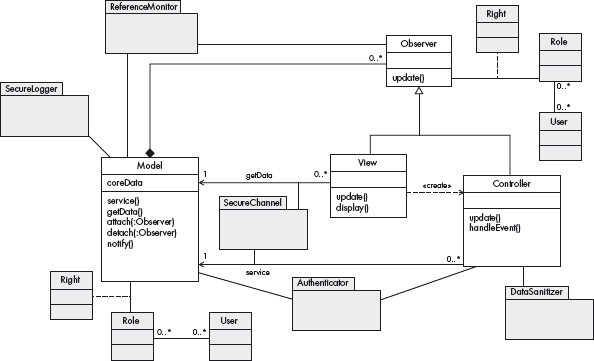 ReferenceMonitor
Right
Observer
Role
0..*
update()
SecureLogger
0..*
0..*
User
Model
View
1
getData
0..*
coreData
Controller
«create»
service()
getData()
attach(:Observer)
detach(:Observer)
notify()
update()
display()
SecureChannel
update()
handleEvent()
1
0..*
service
Right
Authenticator
DataSanitizer
Role
User
0..*
0..*